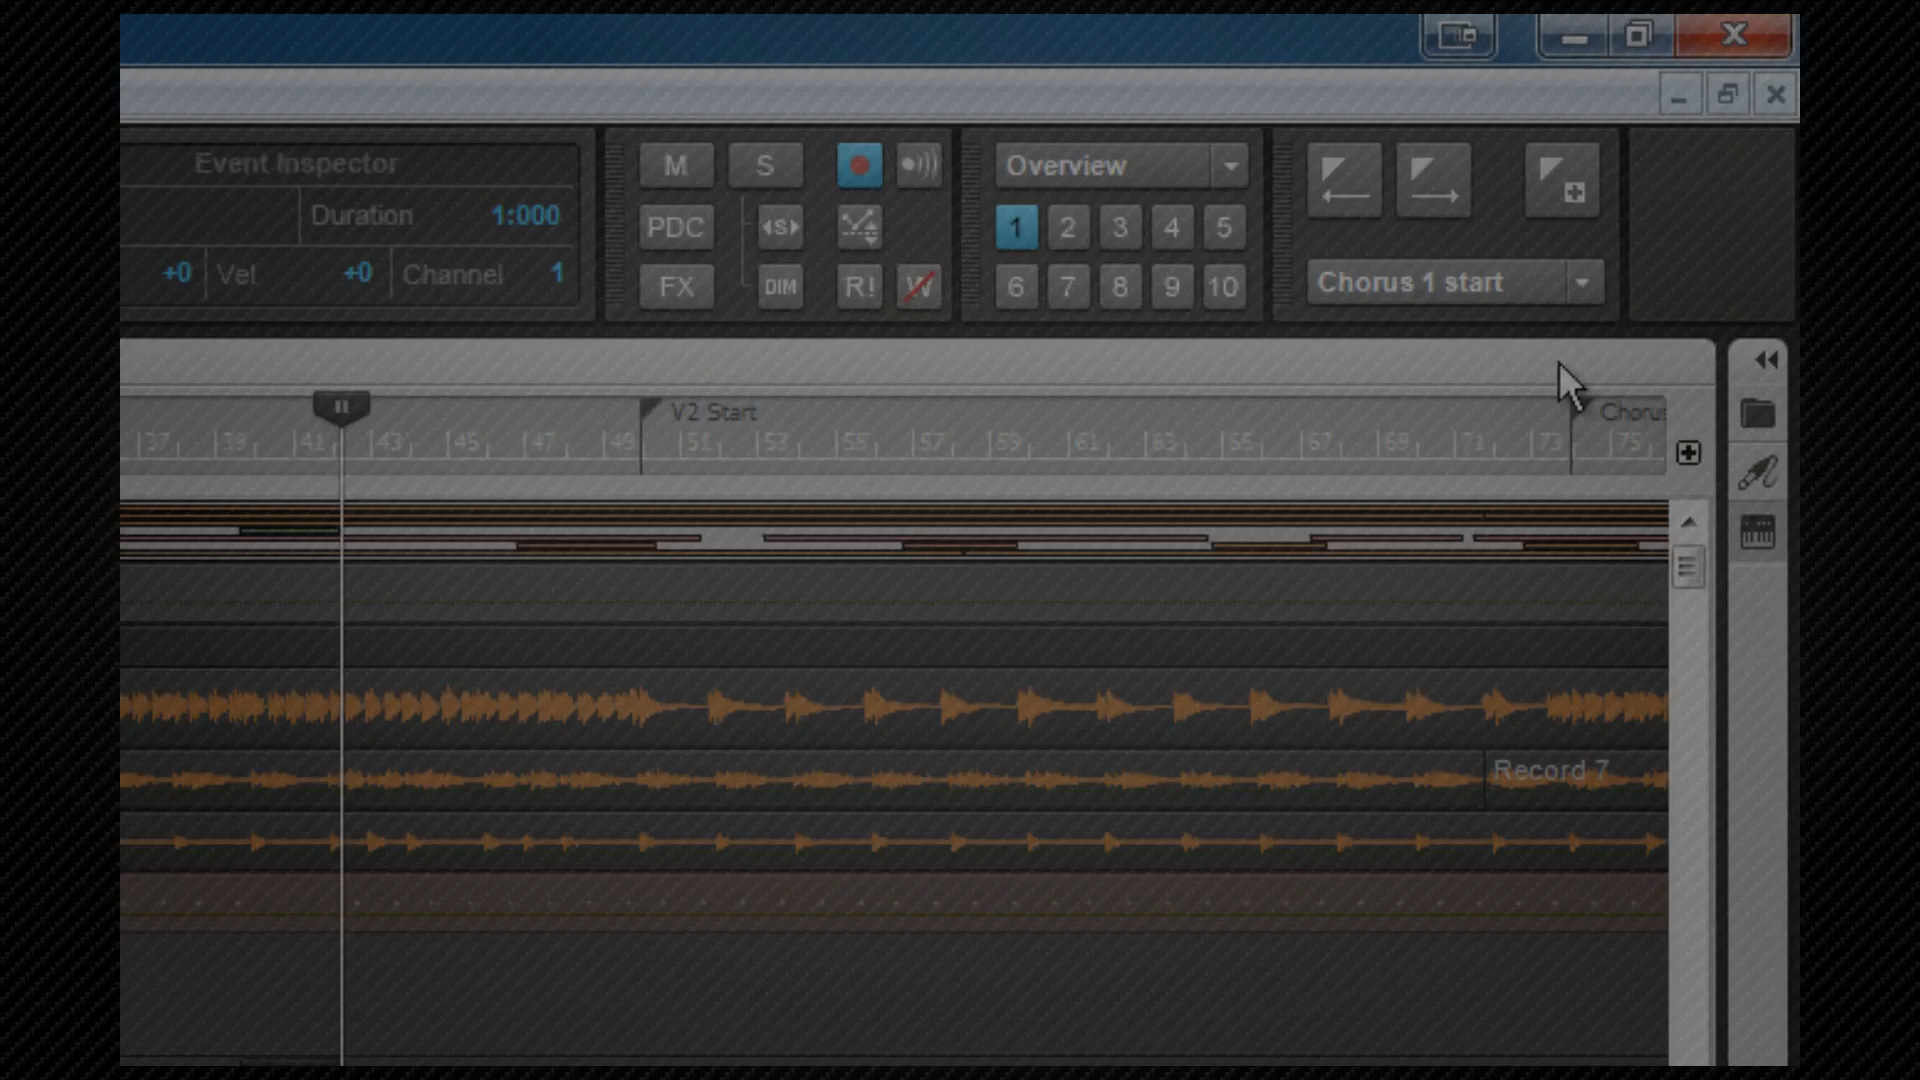 Event Inspector
Duration 1:000
+0 Vel +0 Channel 1
M S
PDC S
FX DIM R! W
Overview
1 2 3 4 5
6 7 8 9 10
Chorus 1 start
V2 Start
Chorus
37 39 41 43 45 47 49 51 53 55 57 59 61 63 65 67 69 71 73 75
Record 7